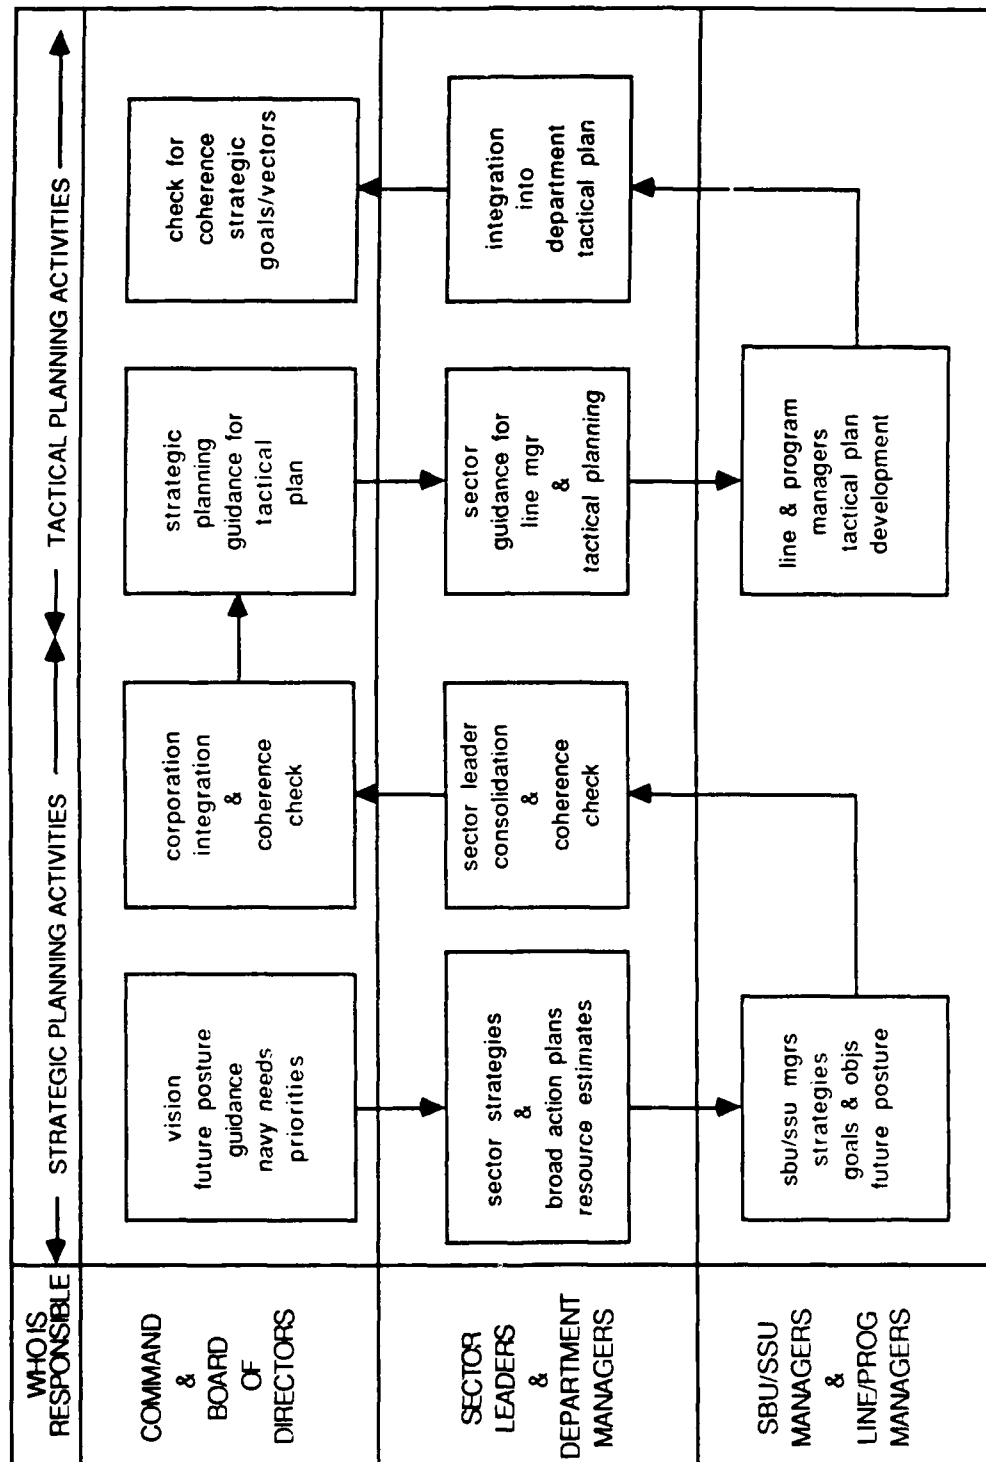 WHO IS
RESPONSIBLE
STRATEGIC PLANNING ACTIVITIES
TACTICAL PLANNING ACTIVITIES
COMMAND
&
BOARD
OF
DIRECTORS
vision
future posture
guidance
navy needs
priorities
corporation
integration
&
coherence
check
strategic
planning
guidance for
tactical
plan
check for
coherence
strategic
goals/vectors
SECTOR
LEADERS
&
DEPARTMENT
MANAGERS
sector strategies
&
broad action plans
resource estimates
sector leader
consolidation
&
coherence
check
sector
guidance for
line mgr
&
tactical planning
integration
into
department
tactical plan
SBU/SSU
MANAGERS
&
LINE/PROG
MANAGERS
sbu/ssu mgrs
strategies
goals & objs
future posture
line & program
managers
tactical plan
development